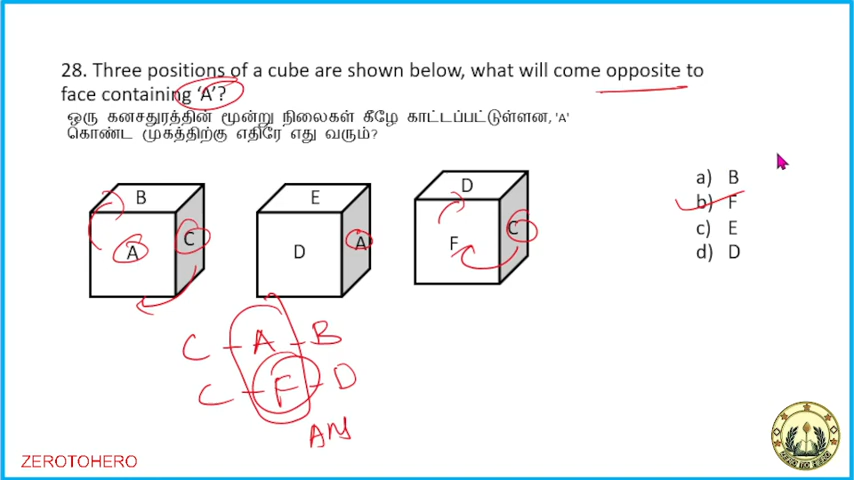 28. Three positions of a cube are shown below, what will come opposite to
face containing ‘A’?
ஒரு கனசதுரத்தின் மூன்று நிலைகள் கீழே காட்டப்பட்டுள்ளன, 'A'
கொண்ட முகத்திற்கு எதிரே எது வரும்?
B
A
C
E
D
A
D
F
C
a) B
b) F
c) E
d) D
C - A - B
C - F - D
Ans
ZEROTOHERO